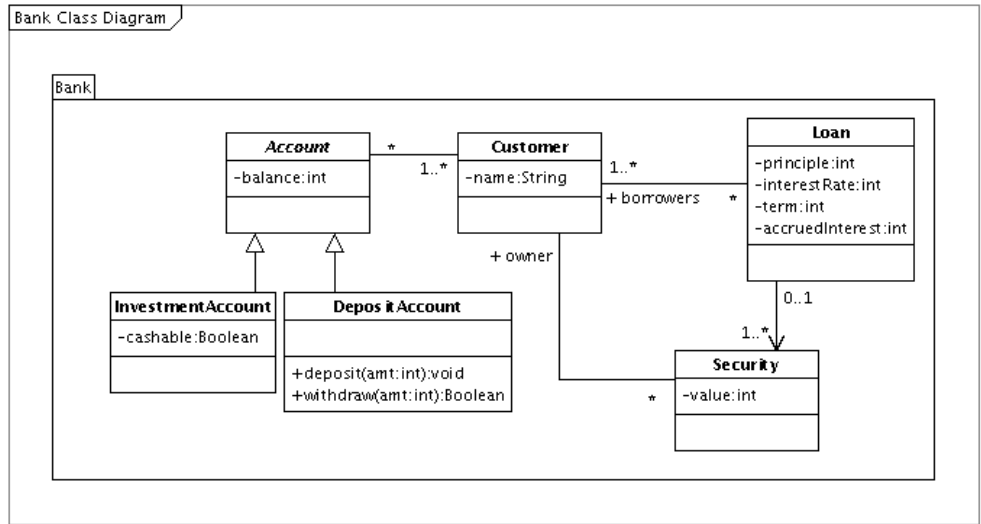 Bank Class Diagram
Bank
Account
-balance:int
*
1..*
Customer
-name:String
1..*
+ borrowers
*
Loan
-principle:int
-interestRate:int
-term:int
-accruedInterest:int
+ owner
0..1
1..*
InvestmentAccount
-cashable:Boolean
DepositAccount
+deposit(amt:int):void
+withdraw(amt:int):Boolean
*
Security
-value:int